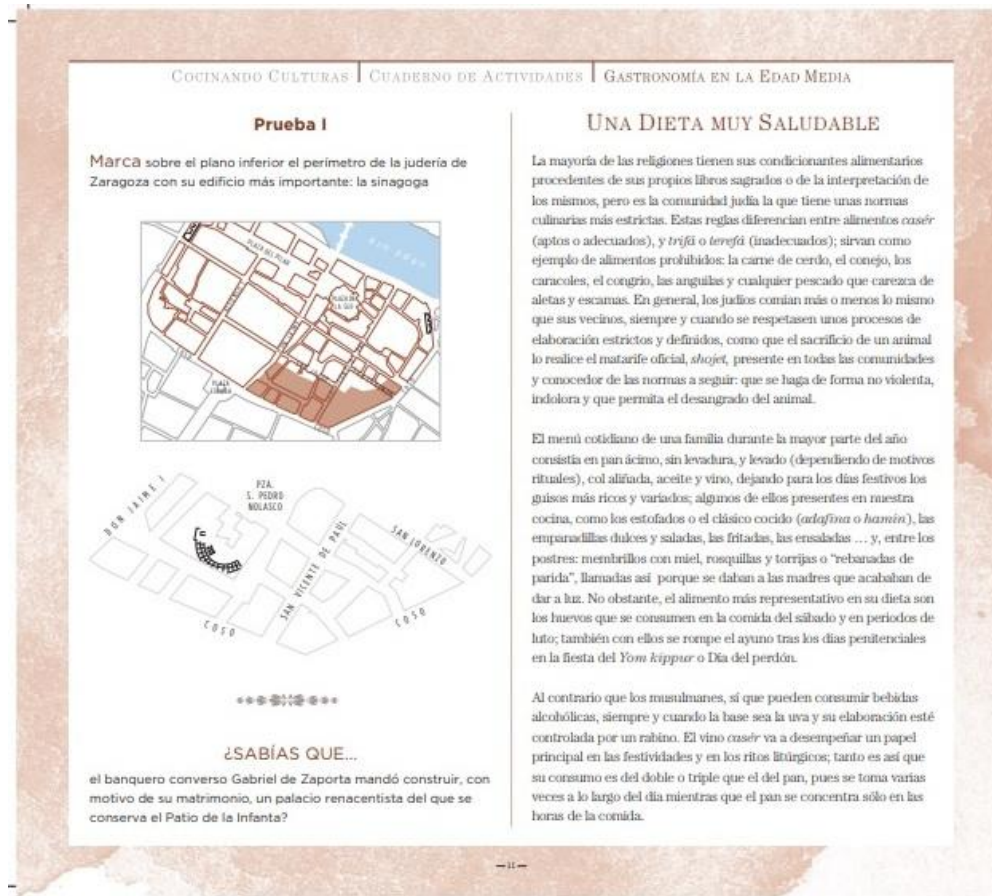 COCINANDO CULTURAS | CUADERNO DE ACTIVIDADES | GASTRONOMÍA EN LA EDAD MEDIA
Prueba I
Marca sobre el plano inferior el perímetro de la judería de
Zaragoza con su edificio más importante: la sinagoga
PLAZA DEL PILAR
PLAZA DE
LA SEO
PLAZA
ESPAÑA
DON JAIME I
PZA.
S. PEDRO
NOLASCO
SAN VICENTE DE PAUL
SAN LORENZO
COSO
COSO
¿SABÍAS QUE...
el banquero converso Gabriel de Zaporta mandó construir, con
motivo de su matrimonio, un palacio renacentista del que se
conserva el Patio de la Infanta?
UNA DIETA MUY SALUDABLE
La mayoría de las religiones tienen sus condicionantes alimentarios
procedentes de sus propios libros sagrados o de la interpretación de
los mismos, pero es la comunidad judía la que tiene unas normas
culinarias más estrictas. Estas reglas diferencian entre alimentos casér
(aptos o adecuados), y trifá o terefá (inadecuados); sirvan como
ejemplo de alimentos prohibidos: la carne de cerdo, el conejo, los
caracoles, el congrio, las anguilas y cualquier pescado que carezca de
aletas y escamas. En general, los judíos comían más o menos lo mismo
que sus vecinos, siempre y cuando se respetasen unos procesos de
elaboración estrictos y definidos, como que el sacrificio de un animal
lo realice el matarife oficial, shojet, presente en todas las comunidades
y conocedor de las normas a seguir: que se haga de forma no violenta,
indolora y que permita el desangrado del animal.
El menú cotidiano de una familia durante la mayor parte del año
consistía en pan ácimo, sin levadura, y levado (dependiendo de motivos
rituales), col aliñada, aceite y vino, dejando para los días festivos los
guisos más ricos y variados; algunos de ellos presentes en nuestra
cocina, como los estofados o el clásico cocido (adafina o hamin), las
empanadillas dulces y saladas, las fritadas, las ensaladas ... y, entre los
postres: membrillos con miel, rosquillas y torrijas o "rebanadas de
parida", llamadas así porque se daban a las madres que acababan de
dar a luz. No obstante, el alimento más representativo en su dieta son
los huevos que se consumen en la comida del sábado y en periodos de
luto; también con ellos se rompe el ayuno tras los días penitenciales
en la fiesta del Yom kippur o Día del perdón.
Al contrario que los musulmanes, sí que pueden consumir bebidas
alcohólicas, siempre y cuando la base sea la uva y su elaboración esté
controlada por un rabino. El vino casér va a desempeñar un papel
principal en las festividades y en los ritos litúrgicos; tanto es así que
su consumo es del doble o triple que el del pan, pues se toma varias
veces a lo largo del día mientras que el pan se concentra sólo en las
horas de la comida.